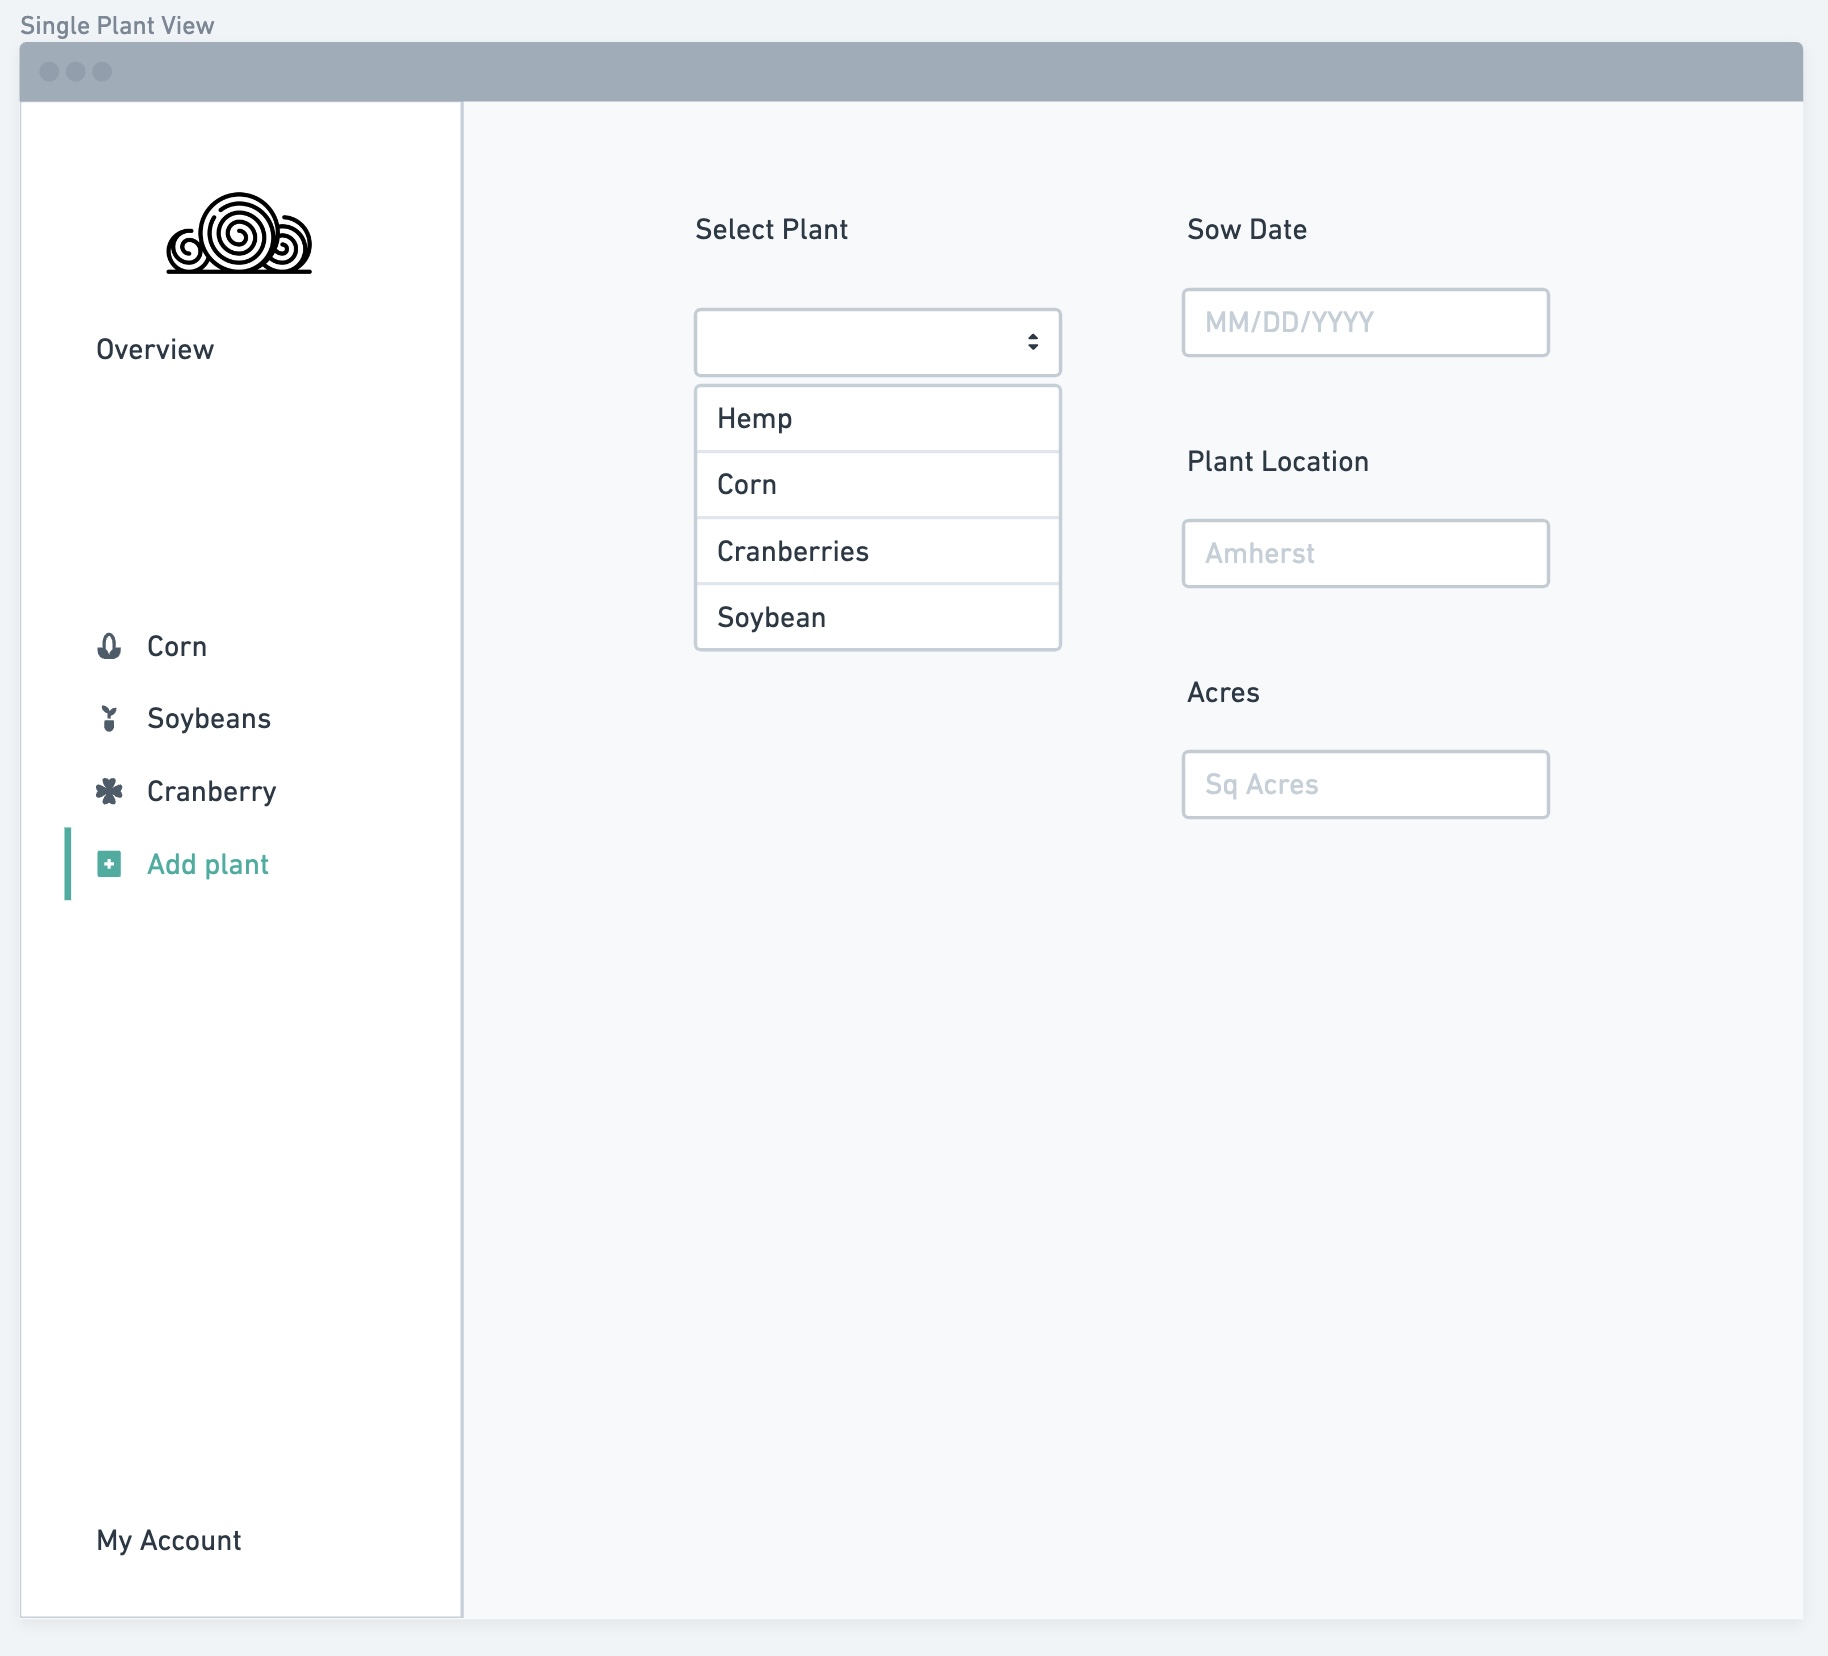 Single Plant View
Overview
Corn
Soybeans
Cranberry
Add plant
My Account
Select Plant
Hemp
Corn
Cranberries
Soybean
Sow Date
MM/DD/YYYY
Plant Location
Amherst
Acres
Sq Acres